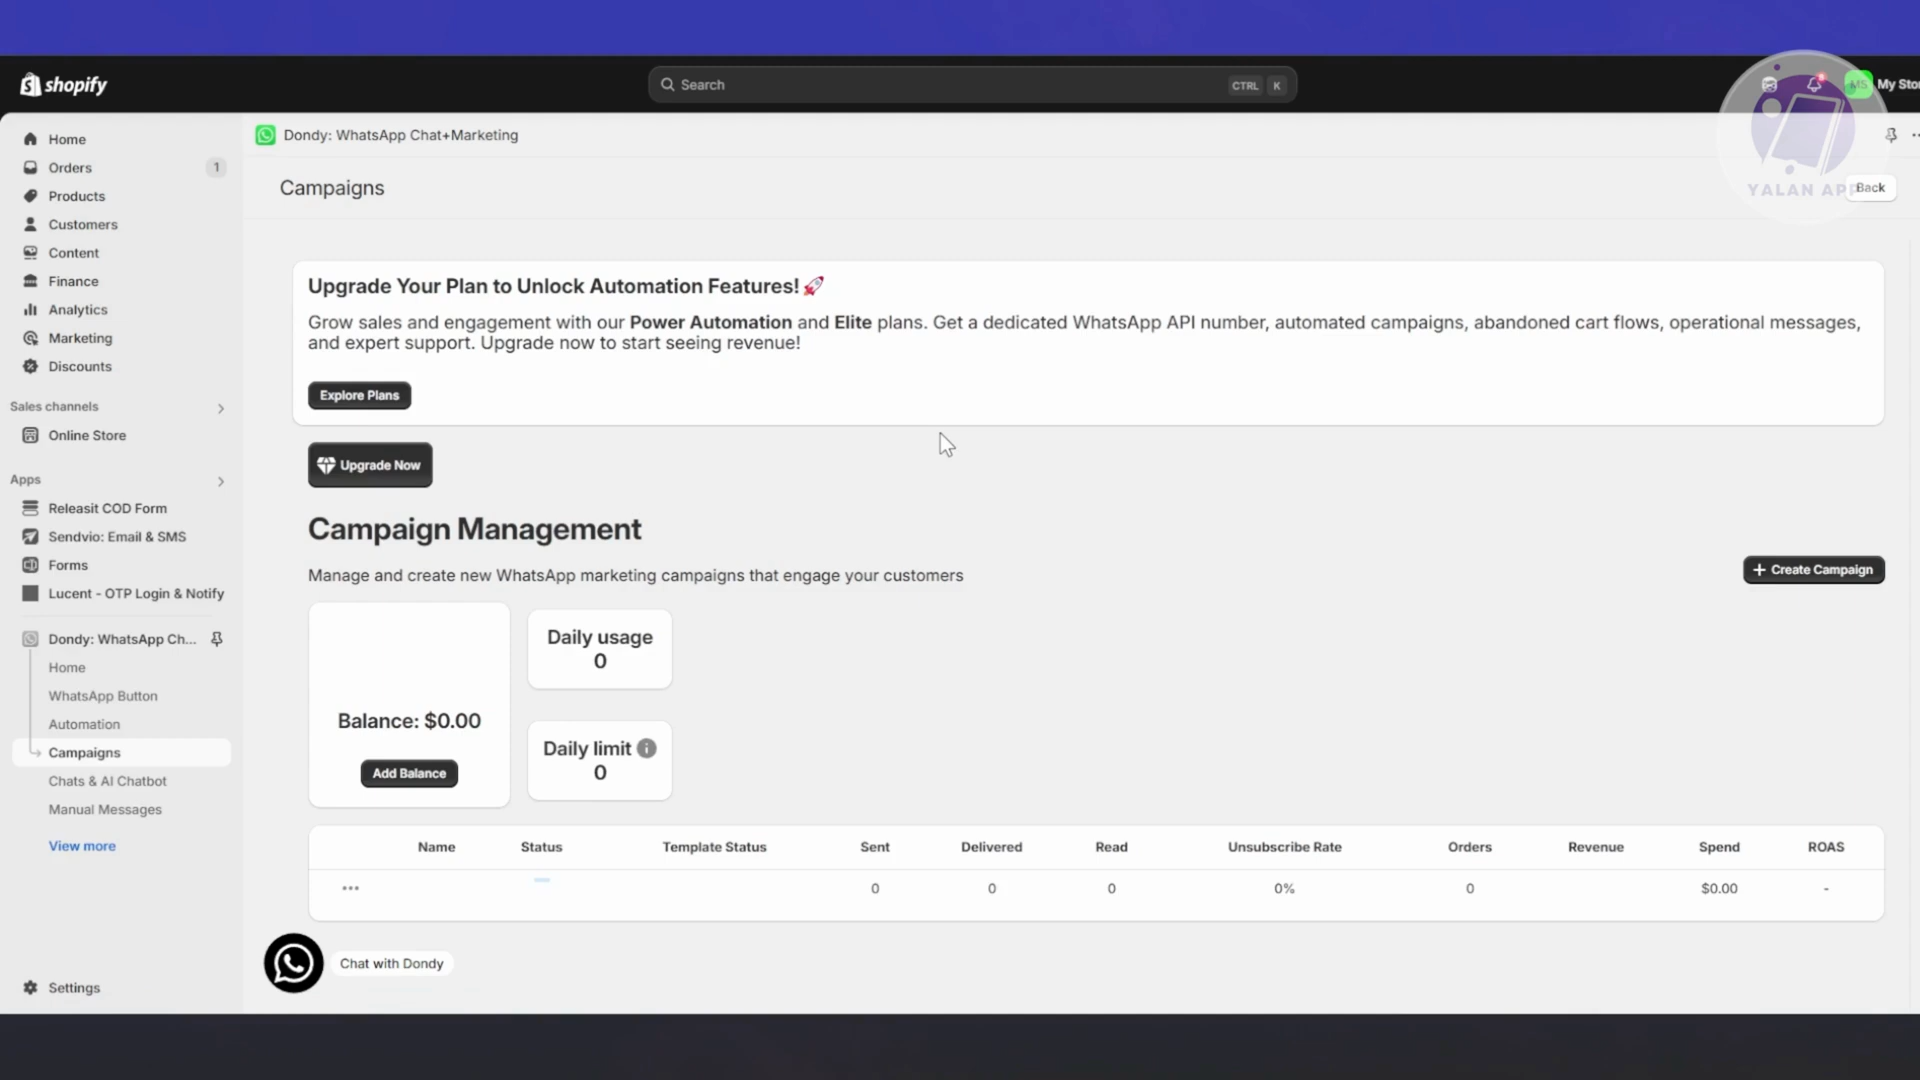 shopify
Search
CTRL K
MS
My Sto
Home
Orders 1
Products
Customers
Content
Finance
Analytics
Marketing
Discounts
Sales channels
Online Store
Apps
Releasit COD Form
Sendvio: Email & SMS
Forms
Lucent - OTP Login & Notify
Dondy: WhatsApp Ch...
Home
WhatsApp Button
Automation
Campaigns
Chats & AI Chatbot
Manual Messages
View more
Settings
Dondy: WhatsApp Chat+Marketing
Campaigns
YALAN APP
Back
Upgrade Your Plan to Unlock Automation Features! 🚀
Grow sales and engagement with our Power Automation and Elite plans. Get a dedicated WhatsApp API number, automated campaigns, abandoned cart flows, operational messages,
and expert support. Upgrade now to start seeing revenue!
Explore Plans
Upgrade Now
Campaign Management
Manage and create new WhatsApp marketing campaigns that engage your customers
+ Create Campaign
Balance: $0.00
Add Balance
Daily usage
0
Daily limit
0
Name Status Template Status Sent Delivered Read Unsubscribe Rate Orders Revenue Spend ROAS
0 0 0 0% 0 $0.00 -
Chat with Dondy